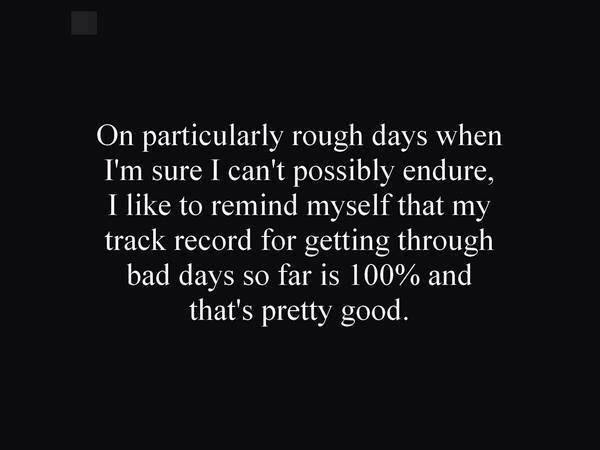 On particularly rough days when
I'm sure I can't possibly endure,
I like to remind myself that my
track record for getting through
bad days so far is 100% and
that's pretty good.